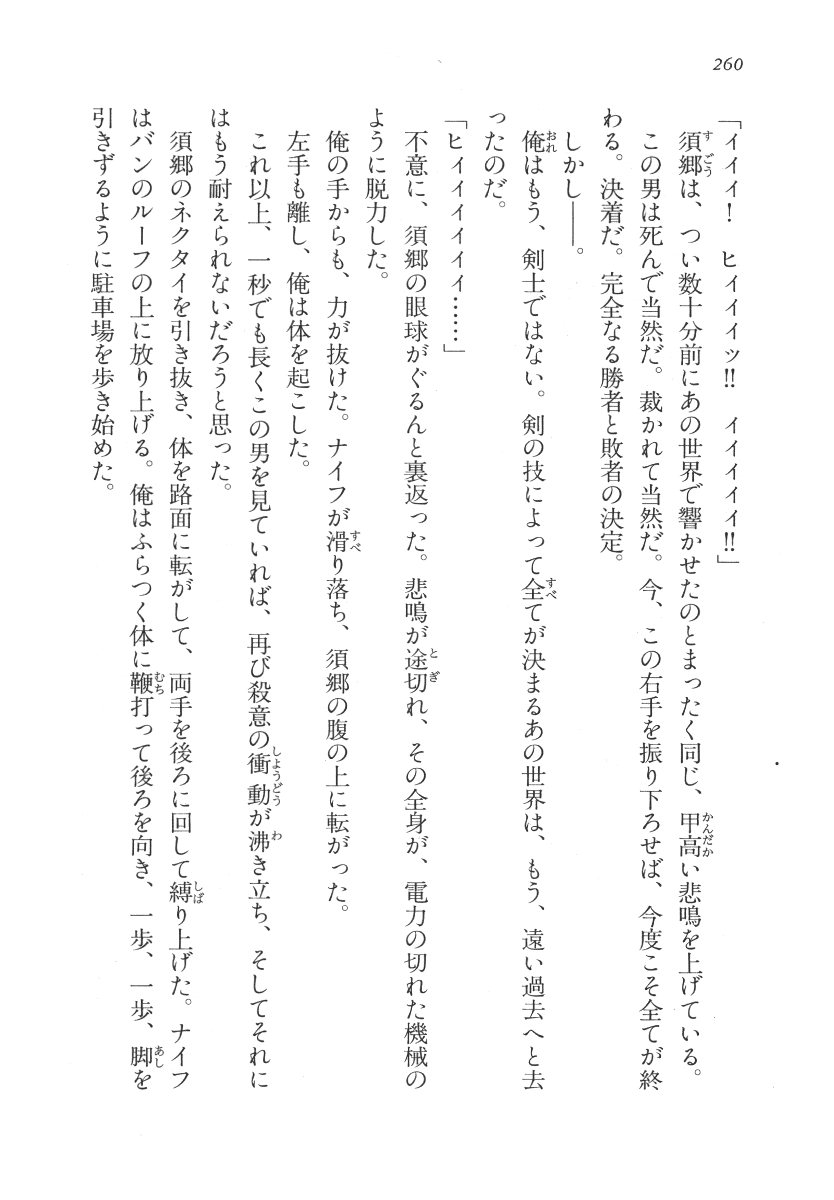 260
「イイイ！　ヒイイイッ!!　イイイイイ!!」
須郷は、つい数十分前にあの世界で響かせたのとまったく同じ、甲高い悲鳴を上げている。
この男は死んで当然だ。裁かれて当然だ。今、この右手を振り下ろせば、今度こそ全てが終
わる。決着だ。完全なる勝者と敗者の決定。
しかし――。
俺はもう、剣士ではない。剣の技によって全てが決まるあの世界は、もう、遠い過去へと去
ったのだ。
「ヒィイイイイイ……」
不意に、須郷の眼球がぐるんと裏返った。悲鳴が途切れ、その全身が、電力の切れた機械の
ように脱力した。
俺の手からも、力が抜けた。ナイフが滑り落ち、須郷の腹の上に転がった。
左手も離し、俺は体を起こした。
これ以上、一秒でも長くこの男を見ていれば、再び殺意の衝動が沸き立ち、そしてそれに
はもう耐えられないだろうと思った。
須郷のネクタイを引き抜き、体を路面に転がして、両手を後ろに回して縛り上げた。ナイフ
はバンのルーフの上に放り上げる。俺はふらつく体に鞭打って後ろを向き、一歩、一歩、脚を
引きずるように駐車場を歩き始めた。